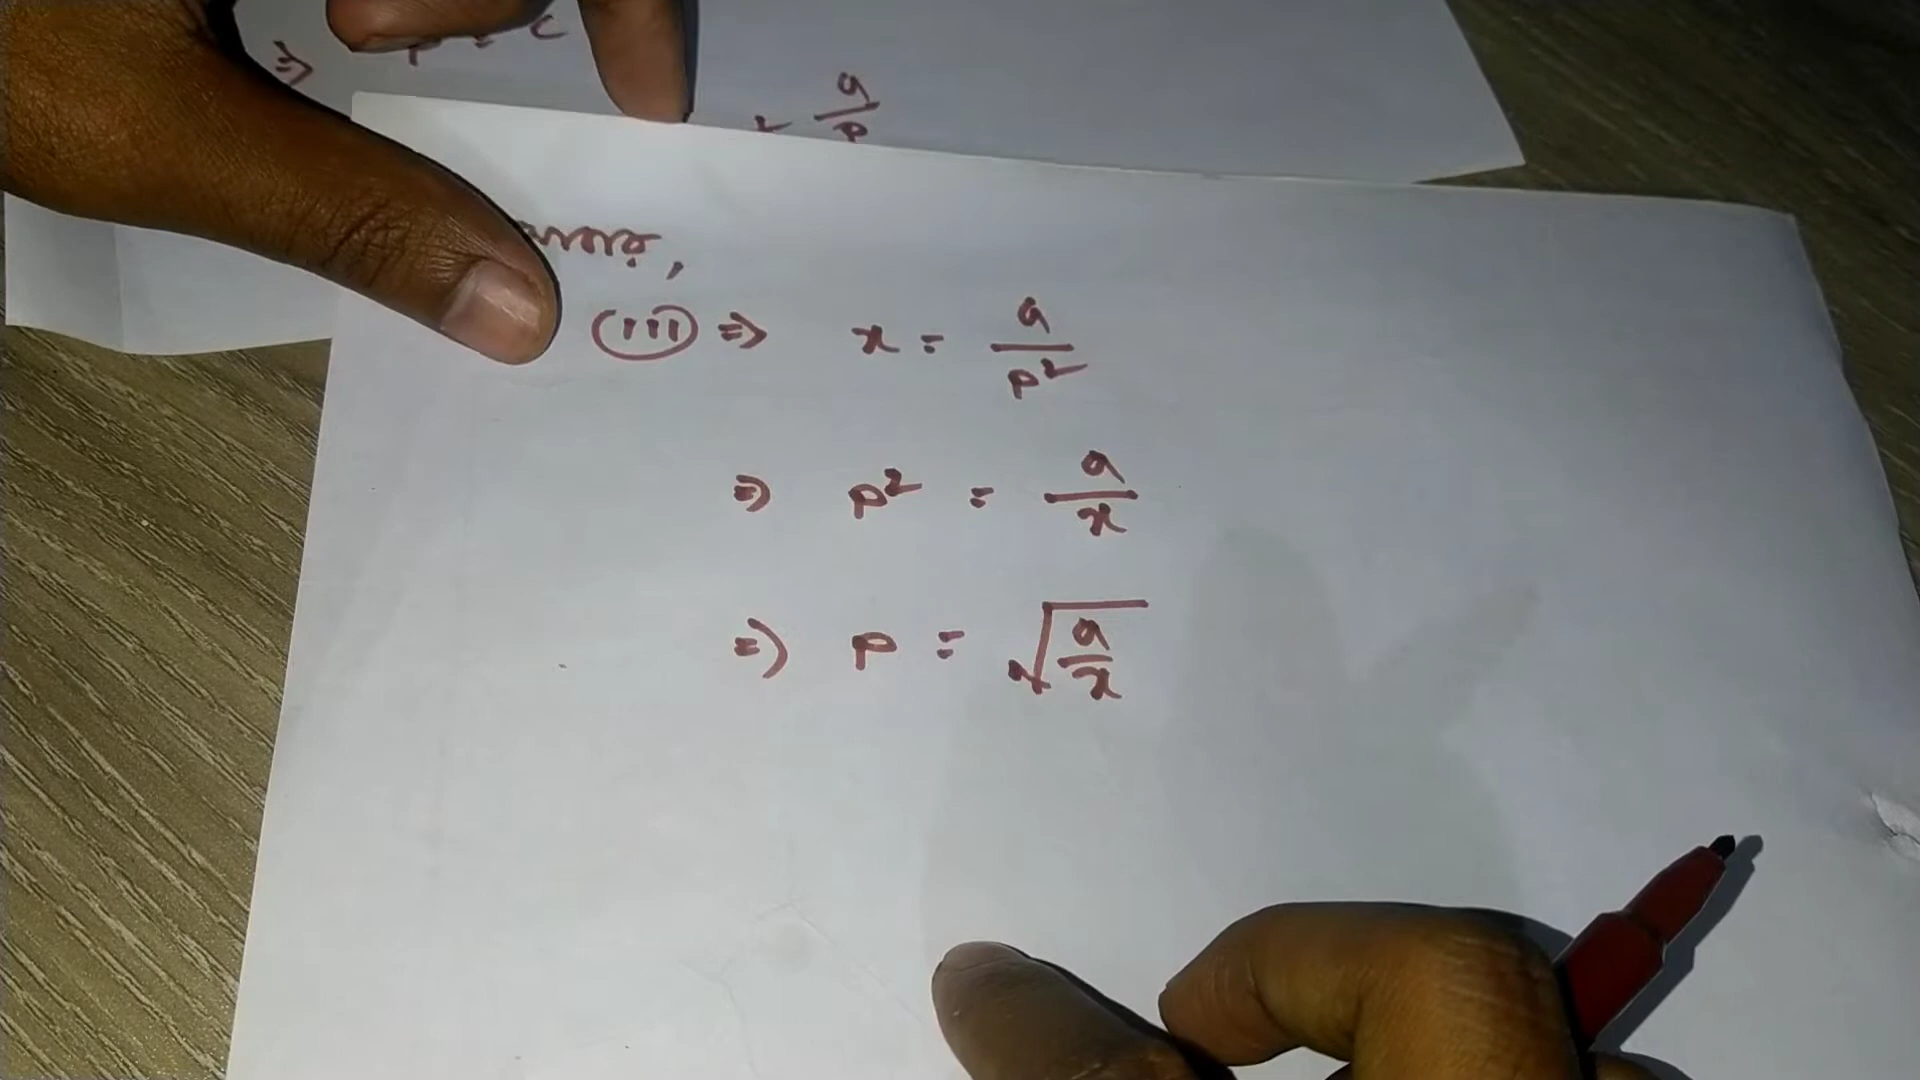 ⇒
a/p
(iii) ⇒ x = a/p²
⇒ p² = a/x
⇒ p = √(a/x)